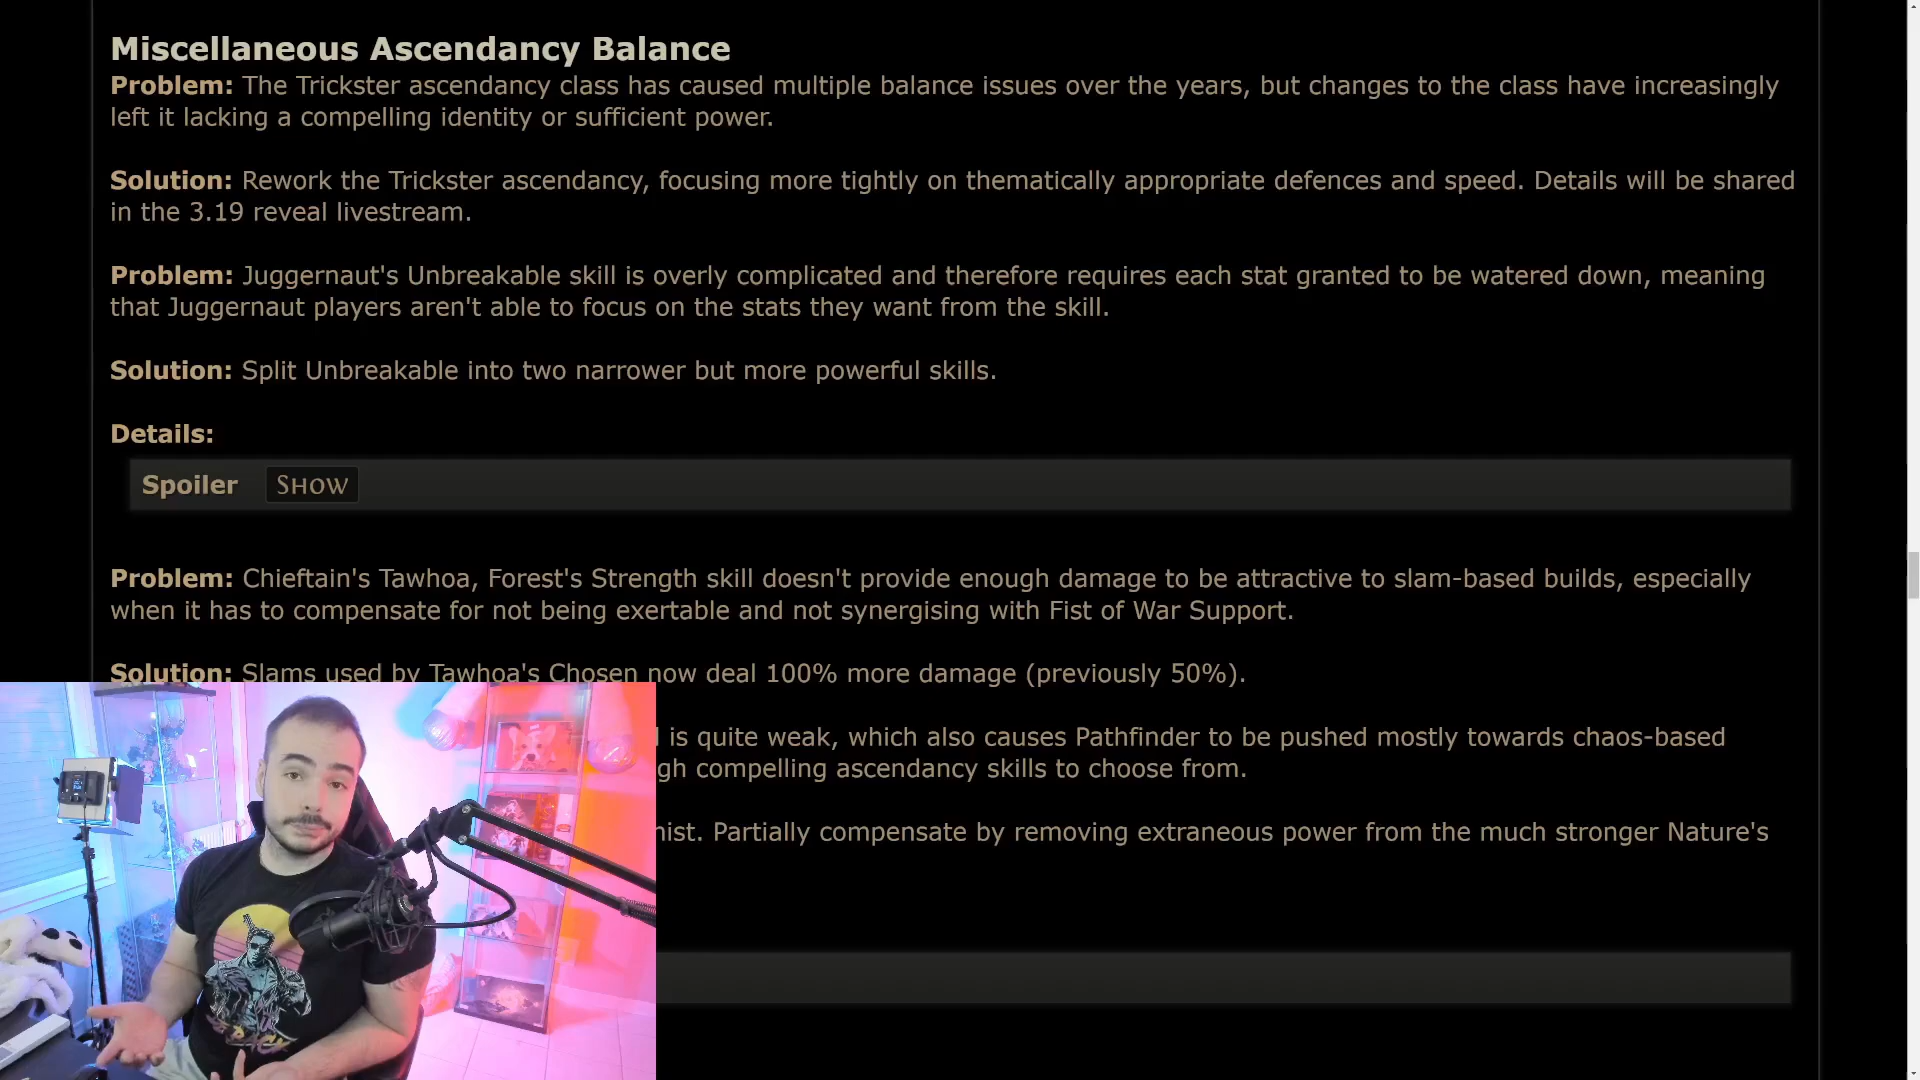 Miscellaneous Ascendancy Balance
Problem: The Trickster ascendancy class has caused multiple balance issues over the years, but changes to the class have increasingly
left it lacking a compelling identity or sufficient power.
Solution: Rework the Trickster ascendancy, focusing more tightly on thematically appropriate defences and speed. Details will be shared
in the 3.19 reveal livestream.
Problem: Juggernaut's Unbreakable skill is overly complicated and therefore requires each stat granted to be watered down, meaning
that Juggernaut players aren't able to focus on the stats they want from the skill.
Solution: Split Unbreakable into two narrower but more powerful skills.
Details:
Spoiler SHOW
Problem: Chieftain's Tawhoa, Forest's Strength skill doesn't provide enough damage to be attractive to slam-based builds, especially
when it has to compensate for not being exertable and not synergising with Fist of War Support.
Solution: Slams used by Tawhoa's Chosen now deal 100% more damage (previously 50%).
is quite weak, which also causes Pathfinder to be pushed mostly towards chaos-based
gh compelling ascendancy skills to choose from.
nist. Partially compensate by removing extraneous power from the much stronger Nature's